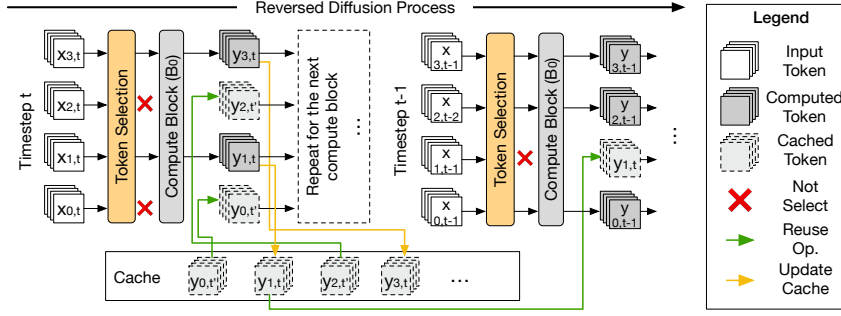 Reversed Diffusion Process
Timestep t
x3,t
x2,t
x1,t
x0,t
Token Selection
Compute Block (B0)
y3,t
y2,t'
y1,t
y0,t'
Repeat for the next
compute block
...
Timestep t-1
x
3,t-1
x
2,t-2
x
1,t-1
x
0,t-1
Token Selection
Compute Block (B0)
y
3,t-1
y
2,t-1
y1,t
y
0,t-1
...
Cache
y0,t'
y1,t
y2,t'
y3,t
...
Legend
Input
Token
Computed
Token
Cached
Token
Not
Select
Reuse
Op.
Update
Cache